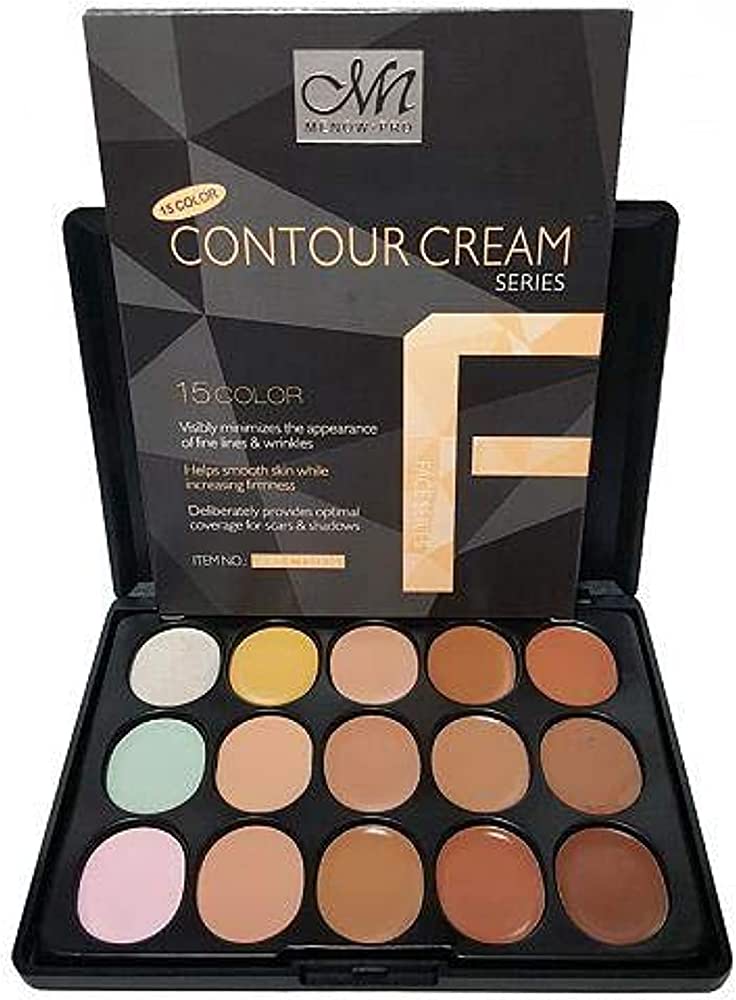 MN
MENOW-PRO
15 COLOR
CONTOUR CREAM
SERIES
15 COLOR
Visibly minimizes the appearance
of fine lines & wrinkles
Helps smooth skin while
increasing firmness
Deliberately provides optimal
coverage for scars & shadows
ITEM NO.:
F